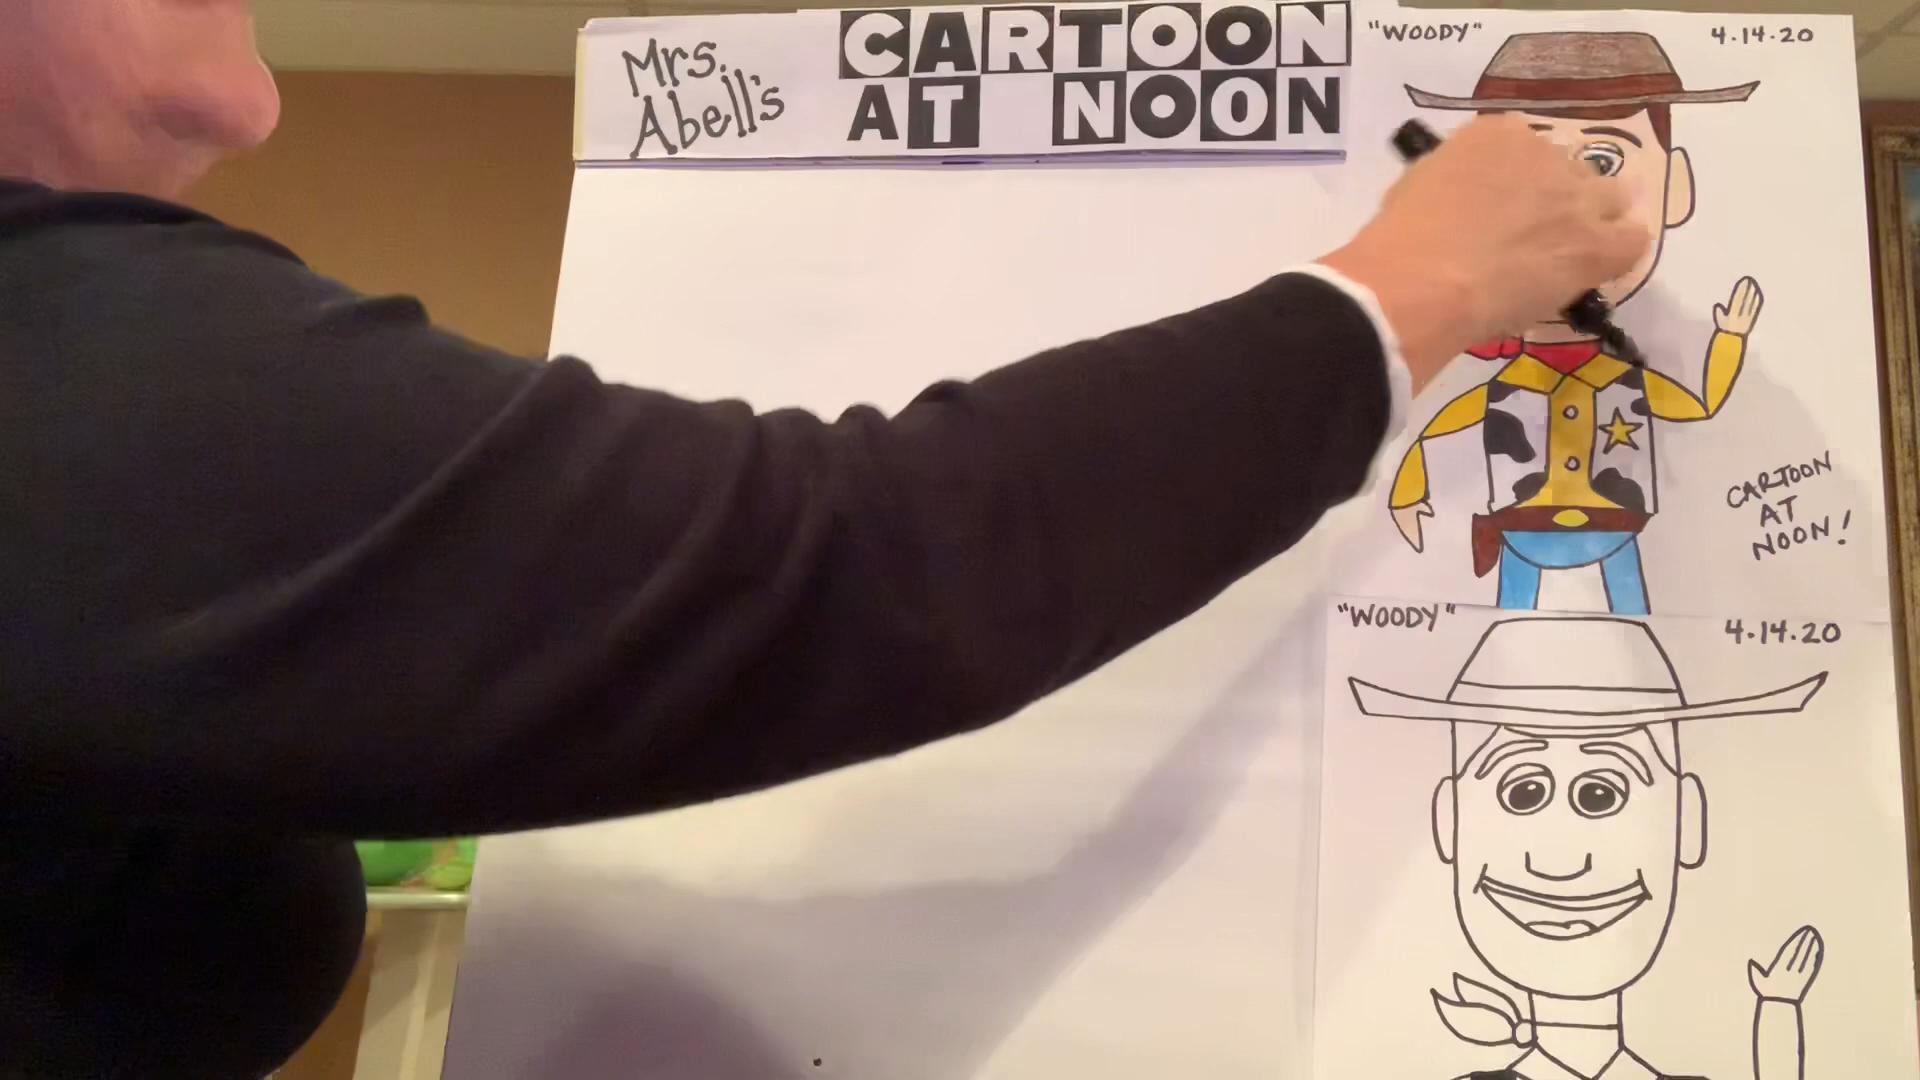 Mrs.
Abell's
CARTOON
AT NOON
"WOODY" 4.14.20
CARTOON
AT
NOON!
"WOODY" 4.14.20